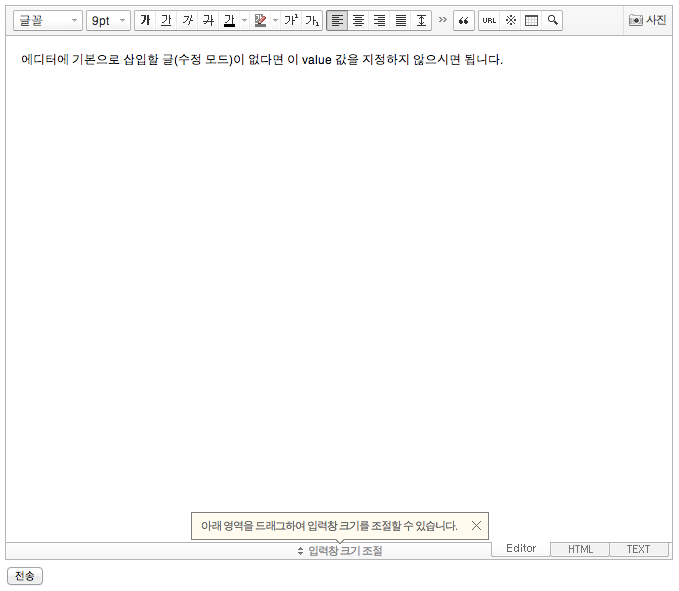 글꼴 9pt 가 가 가 가 가 가¹ 가₁ URL 사진
에디터에 기본으로 삽입할 글(수정 모드)이 없다면 이 value 값을 지정하지 않으시면 됩니다.
아래 영역을 드래그하여 입력창 크기를 조절할 수 있습니다.
입력창 크기 조절 Editor HTML TEXT
전송